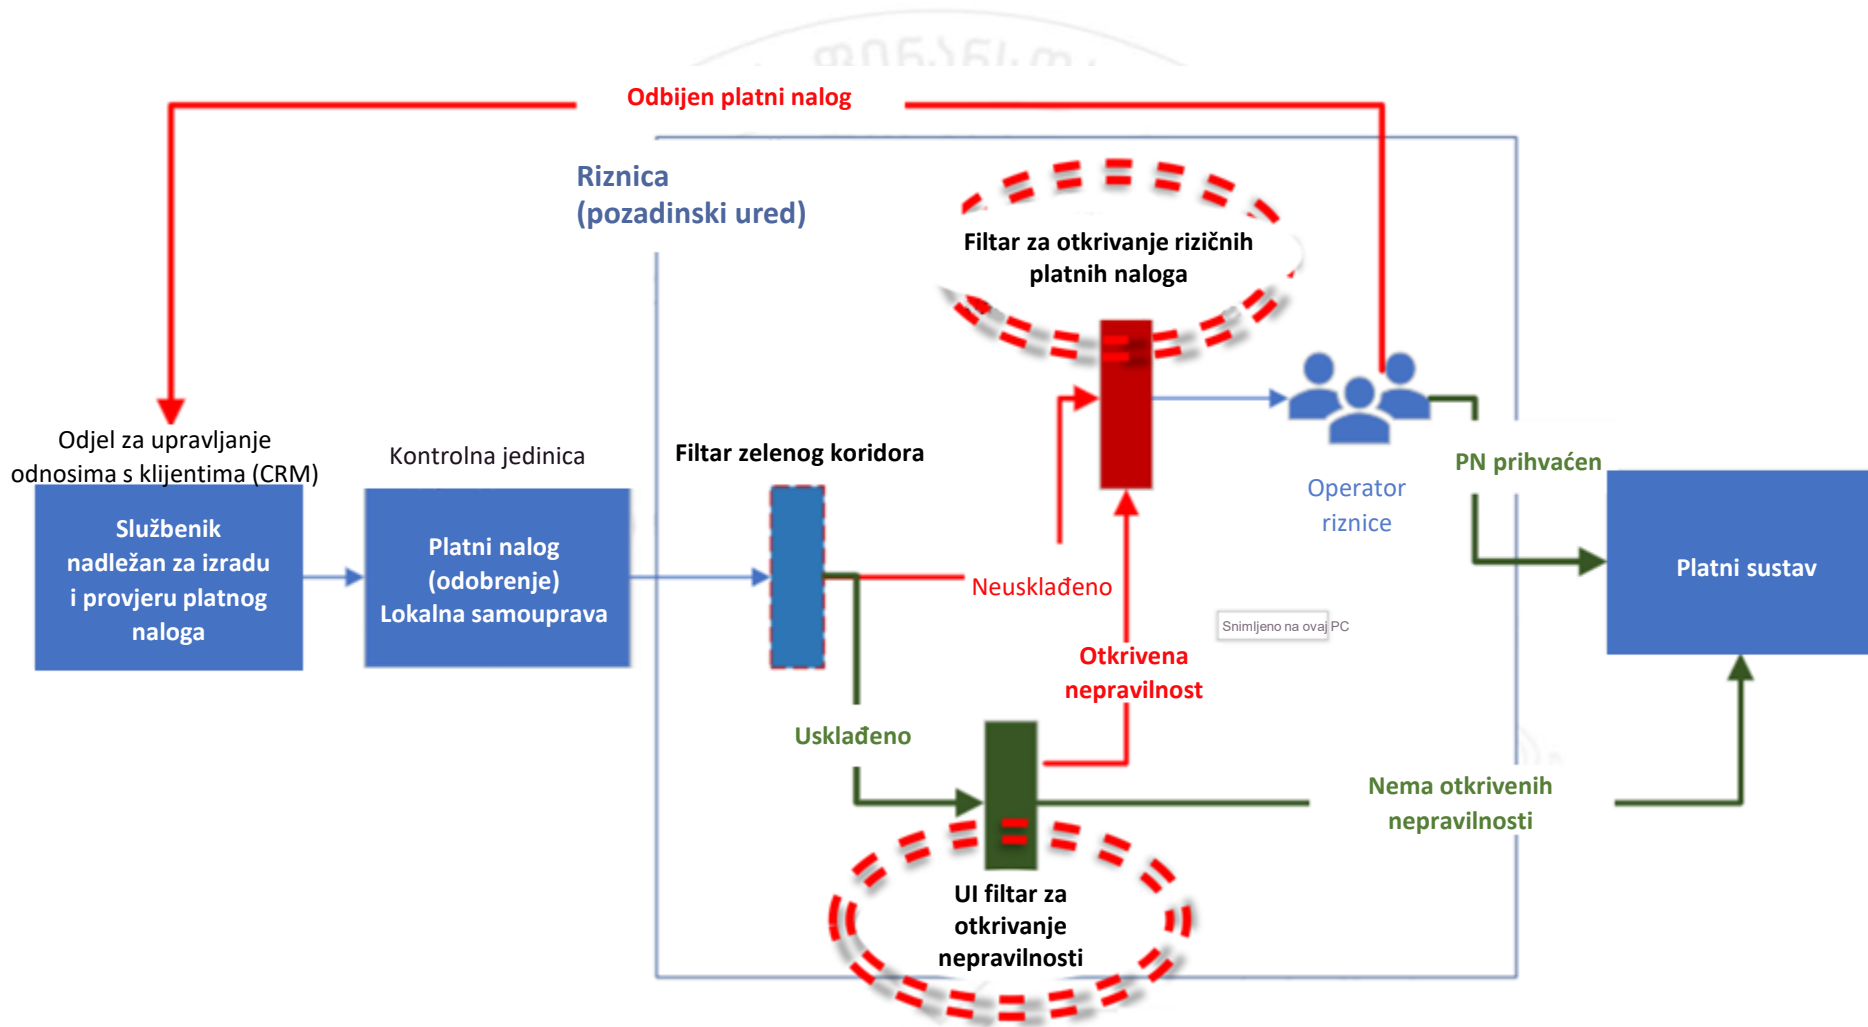 Odbijen platni nalog
Riznica
(pozadinski ured)
Filtar za otkrivanje rizičnih
platnih naloga
Odjel za upravljanje
odnosima s klijentima (CRM)
Kontrolna jedinica
Filtar zelenog koridora
PN prihvaćen
Operator
riznice
Službenik
nadležan za izradu
i provjeru platnog
naloga
Platni nalog
(odobrenje)
Lokalna samouprava
Platni sustav
Neusklađeno
Snimljeno na ovaj PC
Otkrivena
nepravilnost
Usklađeno
Nema otkrivenih
nepravilnosti
UI filtar za
otkrivanje
nepravilnosti